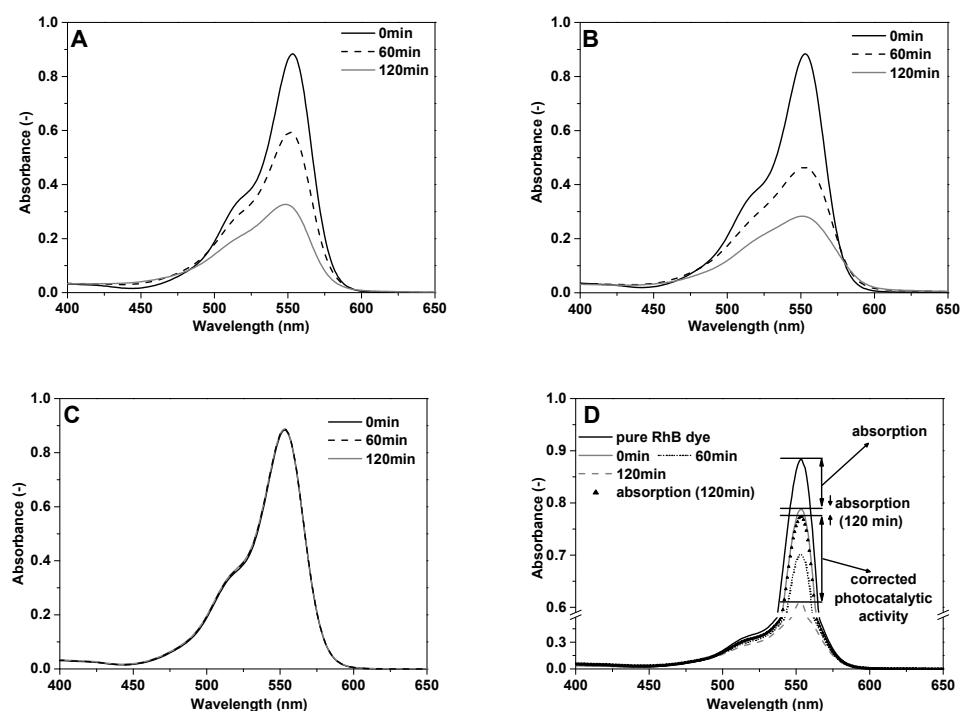 A
0min
60min
120min
1.0
0.8
0.6
0.4
0.2
0.0
Absorbance (-)
400 450 500 550 600 650
Wavelength (nm)
B
0min
60min
120min
1.0
0.8
0.6
0.4
0.2
0.0
Absorbance (-)
400 450 500 550 600 650
Wavelength (nm)
C
0min
60min
120min
1.0
0.8
0.6
0.4
0.2
0.0
Absorbance (-)
400 450 500 550 600 650
Wavelength (nm)
D
pure RhB dye
0min 60min
120min
absorption (120min)
absorption
absorption
(120 min)
corrected
photocatalytic
activity
1.0
0.9
0.8
0.7
0.6
0.3
0.0
Absorbance (-)
400 450 500 550 600 650
Wavelength (nm)